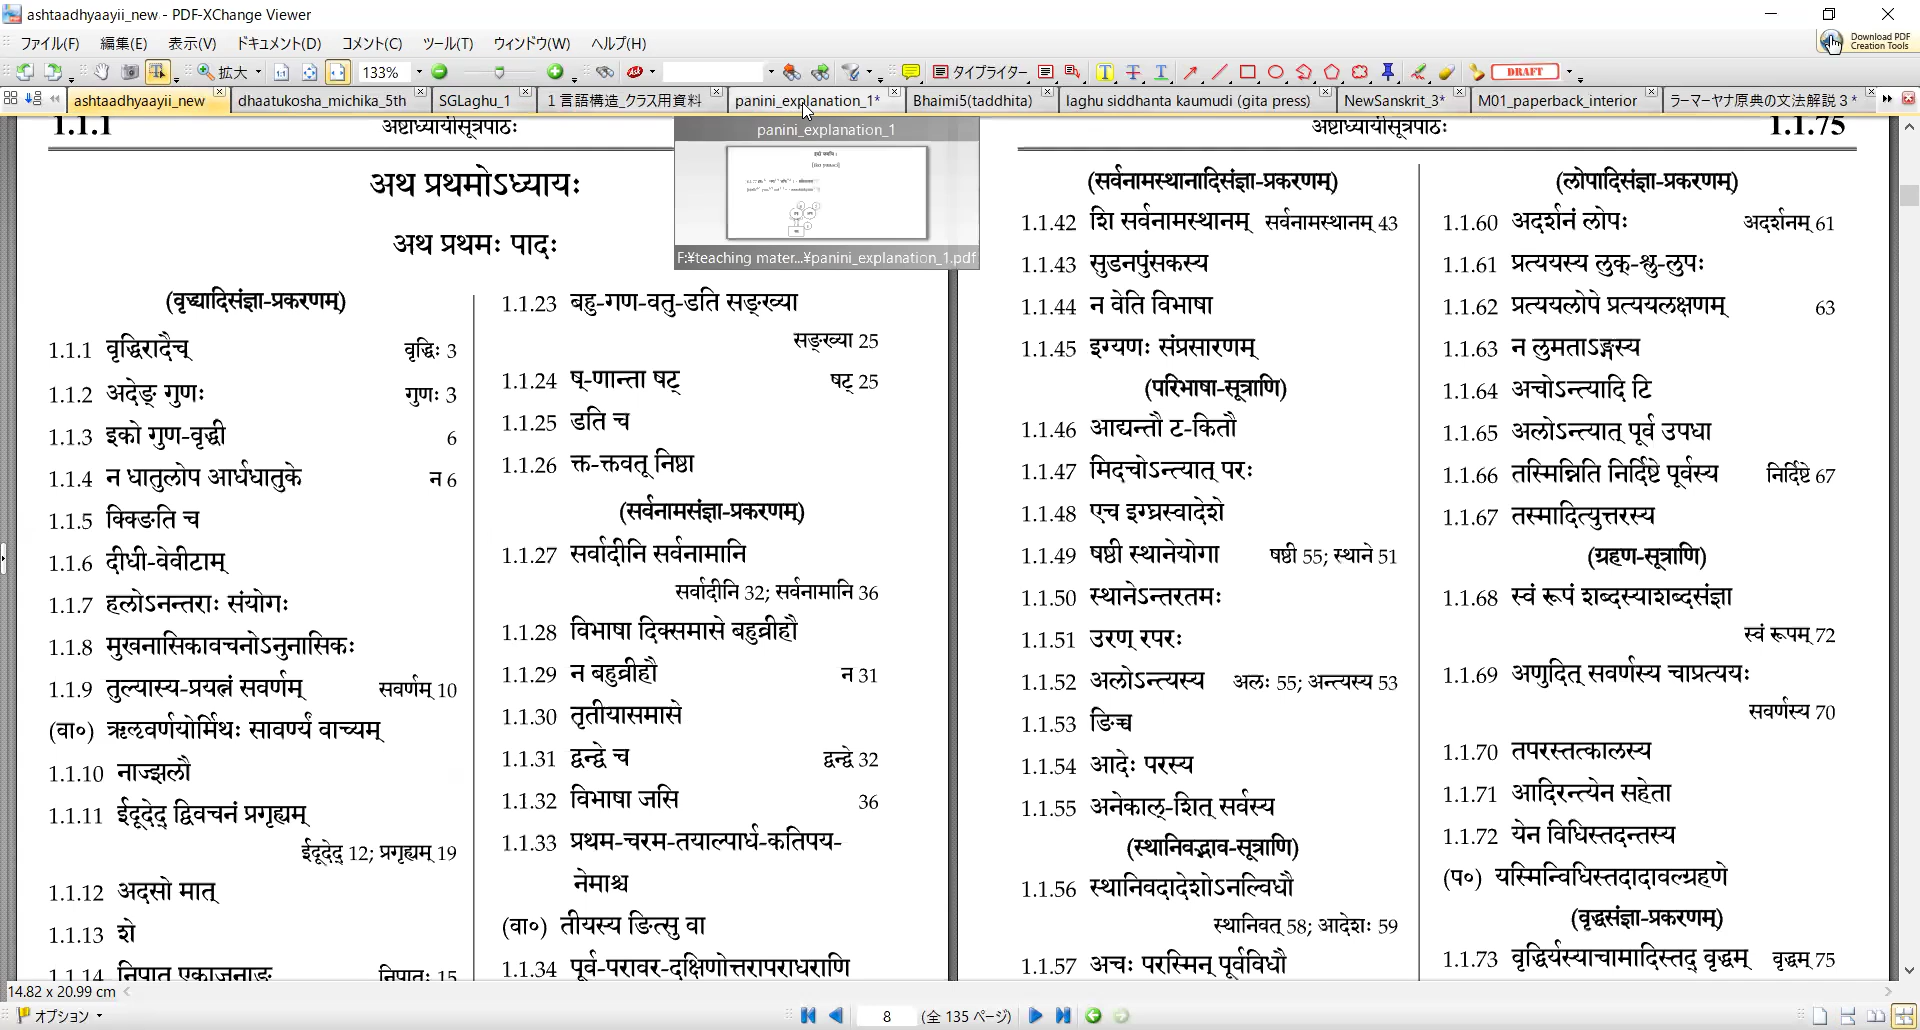 ashtaadhyaayii_new - PDF-XChange Viewer
ファイル(F) 編集(E) 表示(V) ドキュメント(D) コメント(C) ツール(T) ウィンドウ(W) ヘルプ(H)
Download PDF
Creation Tools
拡大 133% タイプライター DRAFT
ashtaadhyaayii_new dhaatukosha_michika_5th SGLaghu_1 1 言語構造_クラス用資料 panini_explanation_1* Bhaimi5(taddhita) laghu siddhanta kaumudi (gita press) NewSanskrit_3* M01_paperback_interior ラーマーヤナ原典の文法解説 3 *
panini_explanation_1
F:¥teaching mater...¥panini_explanation_1.pdf
1.1.1 अष्टाध्यायीसूत्रपाठः
अथ प्रथमोऽध्यायः
अथ प्रथमः पादः
(वृद्ध्यादिसंज्ञा-प्रकरणम्)
1.1.1 वृद्धिरादैच् वृद्धिः 3
1.1.2 अदेङ् गुणः गुणः 3
1.1.3 इको गुण-वृद्धी 6
1.1.4 न धातुलोप आर्धधातुके न 6
1.1.5 क्क्ङिति च
1.1.6 दीधी-वेवीटाम्
1.1.7 हलोऽनन्तराः संयोगः
1.1.8 मुखनासिकावचनोऽनुनासिकः
1.1.9 तुल्यास्य-प्रयत्नं सवर्णम् सवर्णम् 10
(वा०) ऋलृवर्णयोर्मिथः सावर्ण्यं वाच्यम्
1.1.10 नाज्झलौ
1.1.11 ईदूदेद् द्विवचनं प्रगृह्यम्
ईदूदेद् 12; प्रगृह्यम् 19
1.1.12 अदसो मात्
1.1.13 शे
1.1.14 निपात एकाजनाङ् निपातः 15
1.1.23 बहु-गण-वतु-डति सङ्ख्या
सङ्ख्या 25
1.1.24 ष्-णान्ता षट् षट् 25
1.1.25 डति च
1.1.26 क्त-क्तवतू निष्ठा
(सर्वनामसंज्ञा-प्रकरणम्)
1.1.27 सर्वादीनि सर्वनामानि
सर्वादीनि 32; सर्वनामानि 36
1.1.28 विभाषा दिक्समासे बहुव्रीहौ
1.1.29 न बहुव्रीहौ न 31
1.1.30 तृतीयासमासे
1.1.31 द्वन्द्वे च द्वन्द्वे 32
1.1.32 विभाषा जसि 36
1.1.33 प्रथम-चरम-तयाल्पार्ध-कतिपय-
नेमाश्च
(वा०) तीयस्य ङित्सु वा
1.1.34 पूर्व-परावर-दक्षिणोत्तरापराधराणि
अष्टाध्यायीसूत्रपाठः 1.1.75
(सर्वनामस्थानादिसंज्ञा-प्रकरणम्)
1.1.42 शि सर्वनामस्थानम् सर्वनामस्थानम् 43
1.1.43 सुडनपुंसकस्य
1.1.44 न वेति विभाषा
1.1.45 इग्यणः संप्रसारणम्
(परिभाषा-सूत्राणि)
1.1.46 आद्यन्तौ ट-कितौ
1.1.47 मिदचोऽन्त्यात् परः
1.1.48 एच इग्घ्रस्वादेशे
1.1.49 षष्ठी स्थानेयोगा षष्ठी 55; स्थाने 51
1.1.50 स्थानेऽन्तरतमः
1.1.51 उरण् रपरः
1.1.52 अलोऽन्त्यस्य अलः 55; अन्त्यस्य 53
1.1.53 ङिच्च
1.1.54 आदेः परस्य
1.1.55 अनेकाल्-शित् सर्वस्य
(स्थानिवद्भाव-सूत्राणि)
1.1.56 स्थानिवदादेशोऽनल्विधौ
स्थानिवत् 58; आदेशः 59
1.1.57 अचः परस्मिन् पूर्वविधौ
(लोपादिसंज्ञा-प्रकरणम्)
1.1.60 अदर्शनं लोपः अदर्शनम् 61
1.1.61 प्रत्ययस्य लुक्-श्लु-लुपः
1.1.62 प्रत्ययलोपे प्रत्ययलक्षणम् 63
1.1.63 न लुमताऽङ्गस्य
1.1.64 अचोऽन्त्यादि टि
1.1.65 अलोऽन्त्यात् पूर्व उपधा
1.1.66 तस्मिन्निति निर्दिष्टे पूर्वस्य निर्दिष्टे 67
1.1.67 तस्मादित्युत्तरस्य
(ग्रहण-सूत्राणि)
1.1.68 स्वं रूपं शब्दस्याशब्दसंज्ञा
स्वं रूपम् 72
1.1.69 अणुदित् सवर्णस्य चाप्रत्ययः
सवर्णस्य 70
1.1.70 तपरस्तत्कालस्य
1.1.71 आदिरन्त्येन सहेता
1.1.72 येन विधिस्तदन्तस्य
(प०) यस्मिन्विधिस्तदादावल्ग्रहणे
(वृद्धसंज्ञा-प्रकरणम्)
1.1.73 वृद्धिर्यस्याचामादिस्तद् वृद्धम् वृद्धम् 75
14.82 x 20.99 cm
オプション 8 (全 135 ページ)